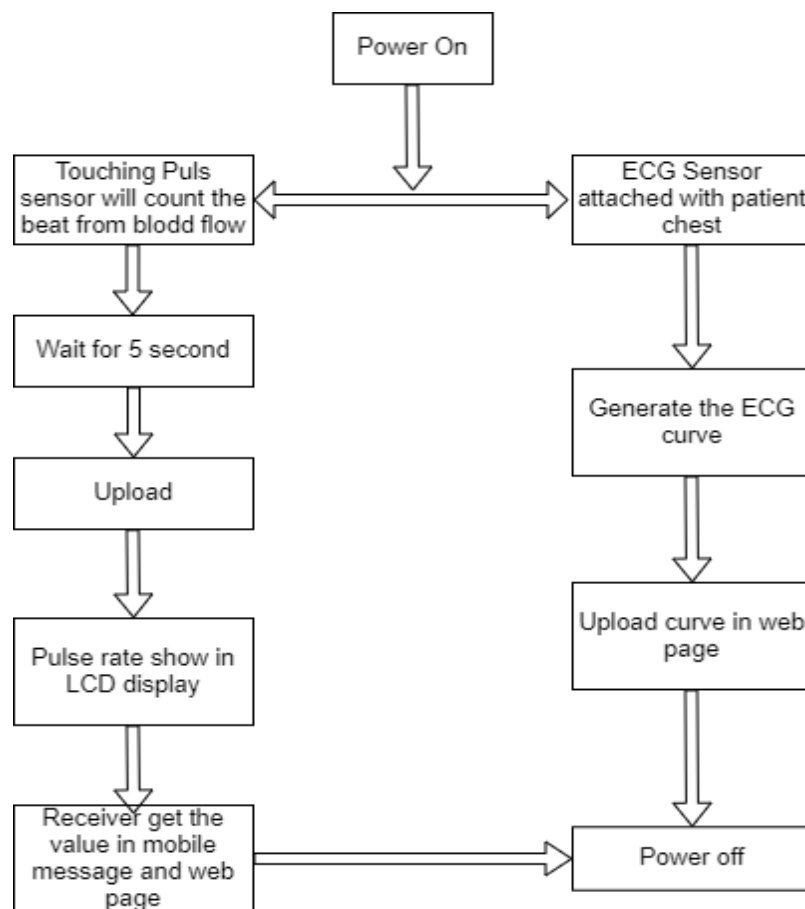 Power On
Touching Puls
sensor will count the
beat from blodd flow
ECG Sensor
attached with patient
chest
Wait for 5 second
Generate the ECG
curve
Upload
Upload curve in web
page
Pulse rate show in
LCD display
Receiver get the
value in mobile
message and web
page
Power off